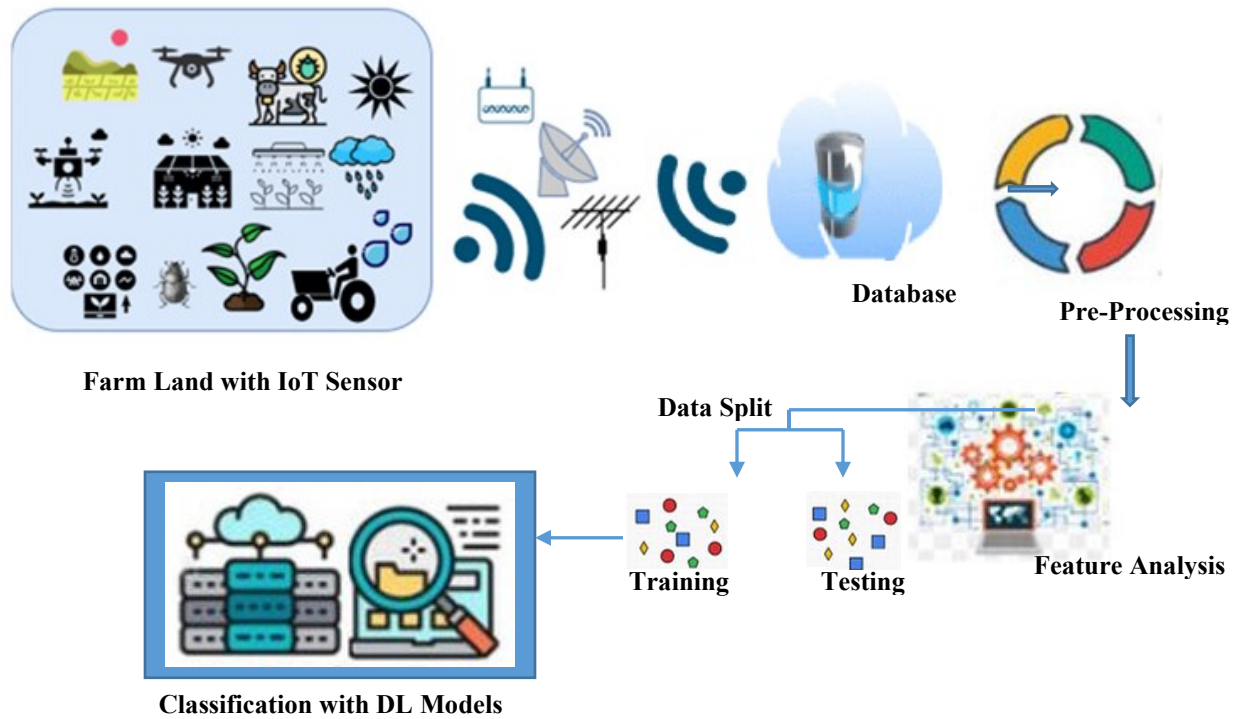 Farm Land with IoT Sensor
Database
Pre-Processing
Feature Analysis
Data Split
Training
Testing
Classification with DL Models